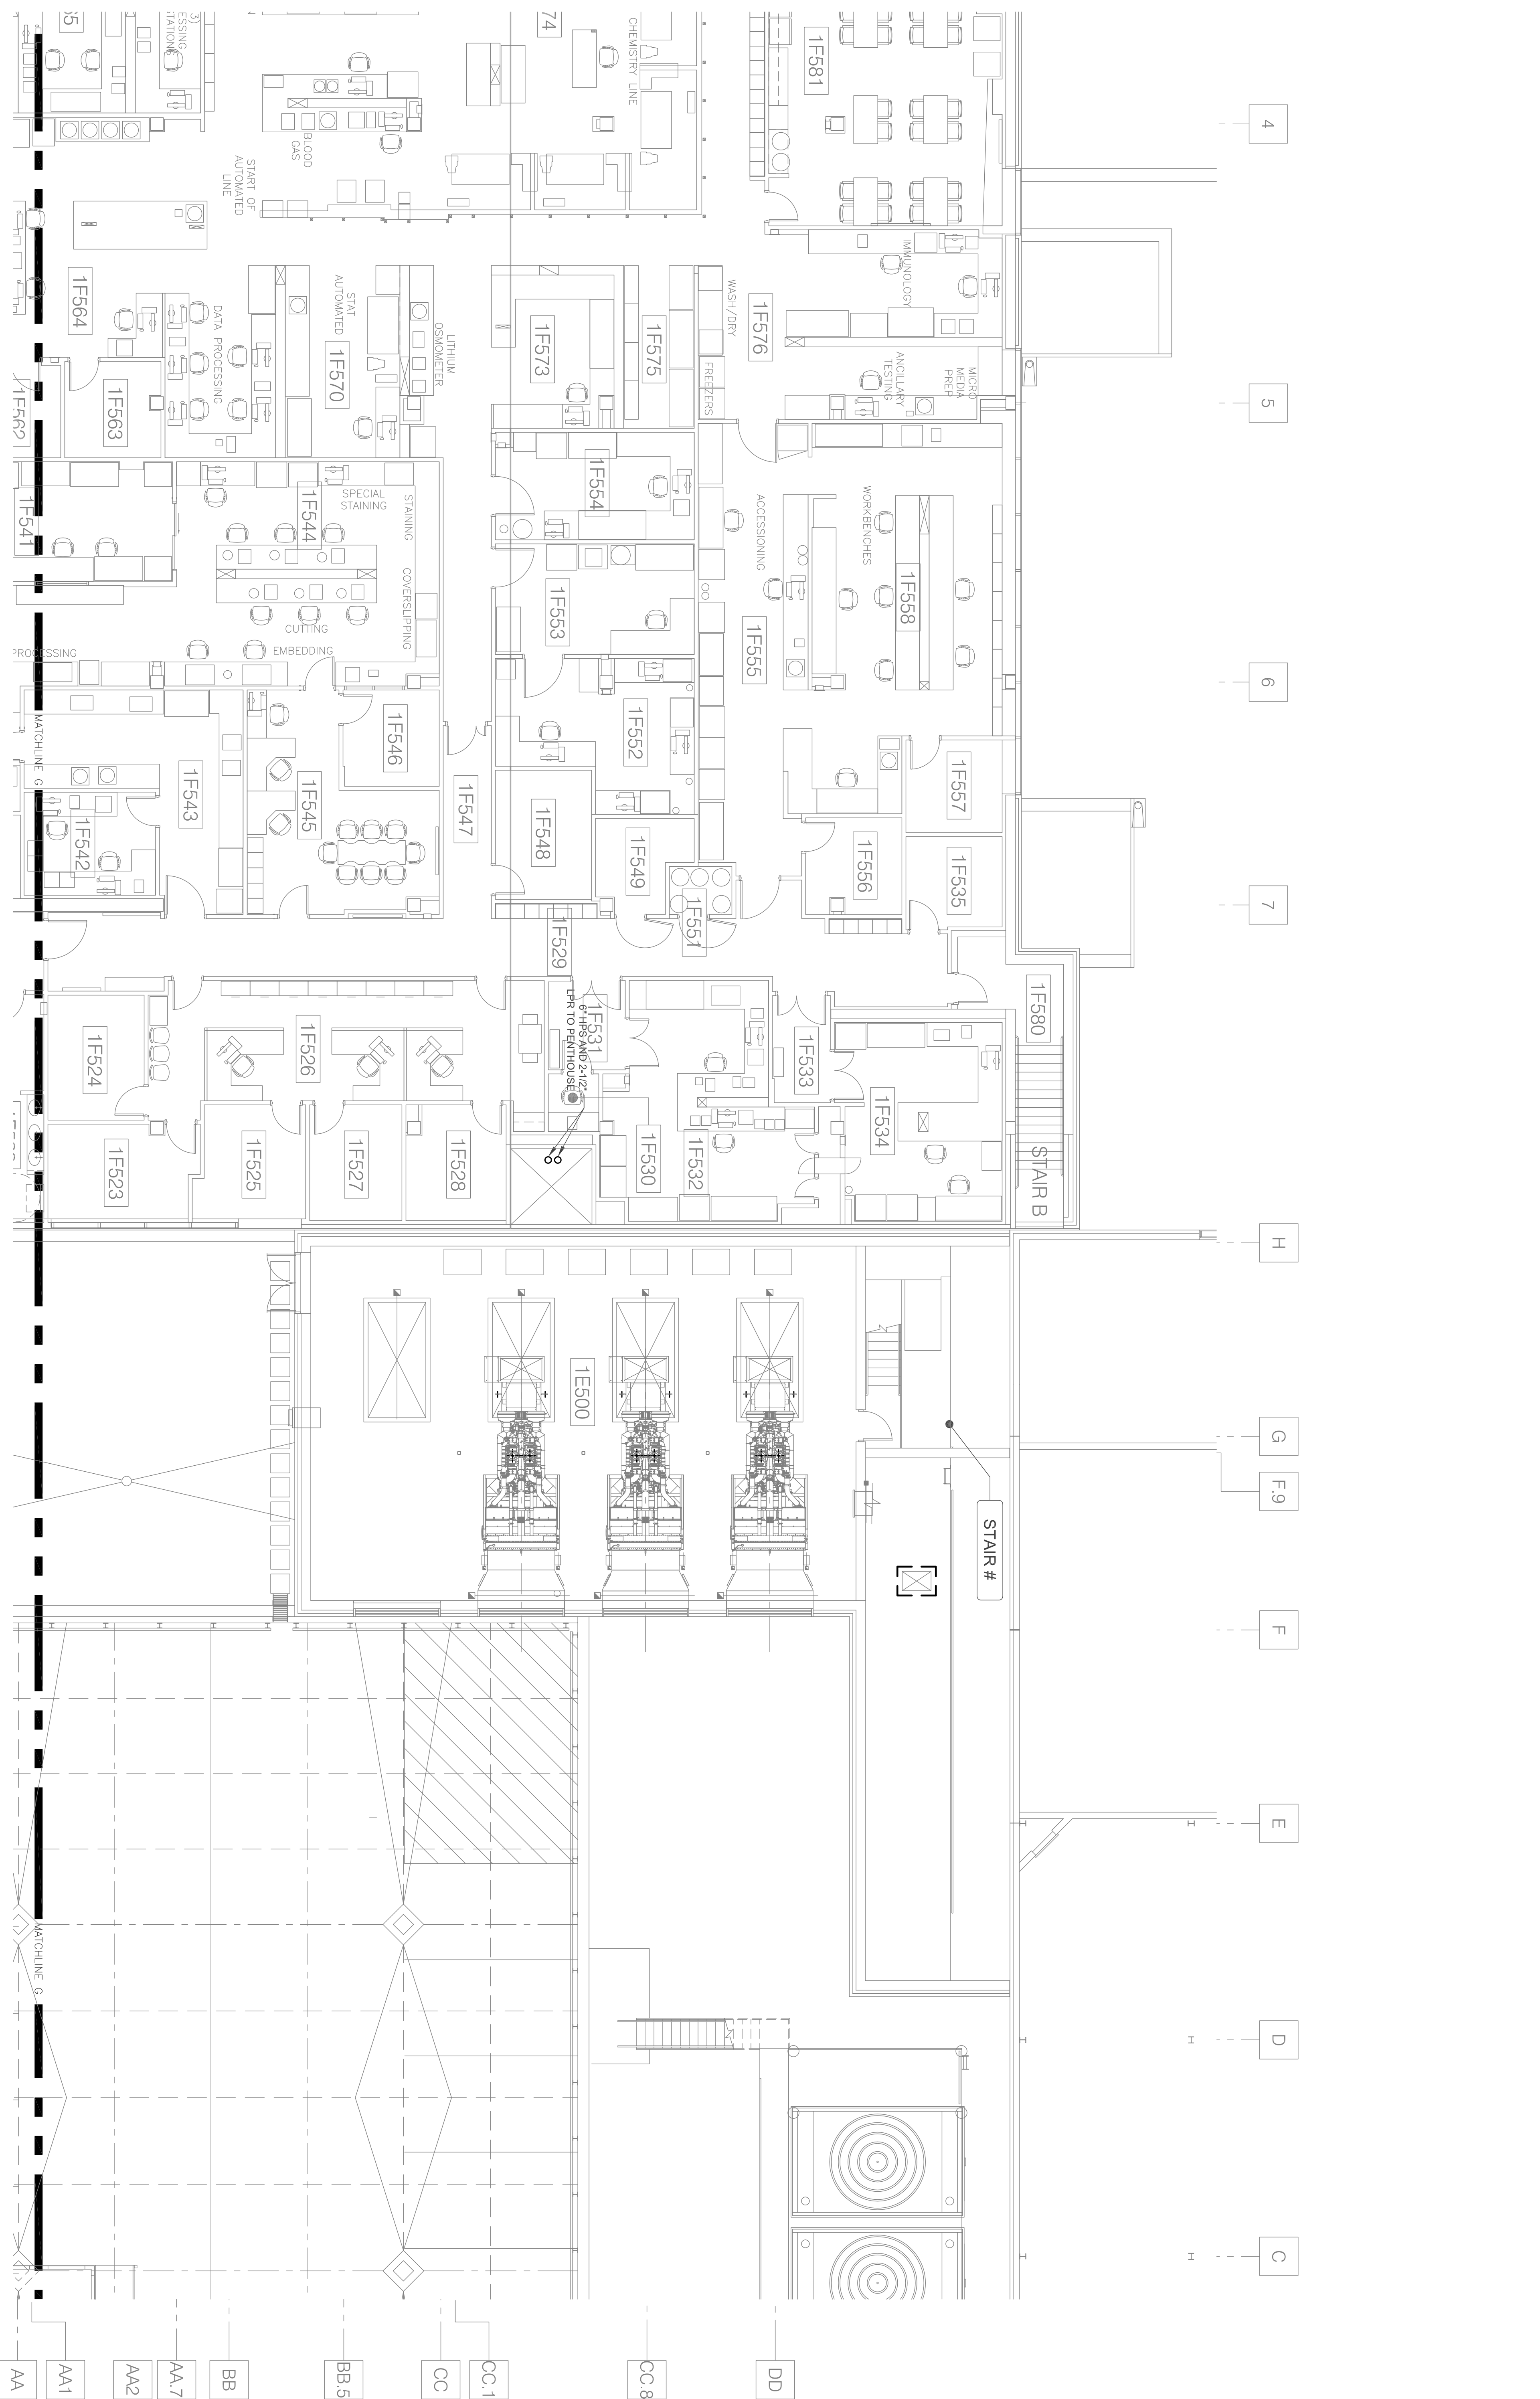 3)
ESSING
TATIONS
74
CHEMISTRY LINE
1F581
4
BLOOD
GAS
START OF
AUTOMATED
LINE
IMMUNOLOGY
1F564
DATA PROCESSING
STAT
AUTOMATED
1F570
LITHIUM
OSMOMETER
1F573
1F575
WASH/DRY
FREEZERS
1F576
ANCILLARY
TESTING
MICRO
MEDIA
PREP
5
1F562
1F563
1F541
1F544
SPECIAL
STAINING
STAINING
COVERSLIPPING
CUTTING
EMBEDDING
PROCESSING
1F554
1F553
ACCESSIONING
WORKBENCHES
1F558
1F555
6
MATCHLINE G
1F542
1F543
1F545
1F546
1F547
1F548
1F549
1F552
1F551
1F556
1F557
1F535
7
1F529
1F531
6" HPS AND 2-1/2"
LPR TO PENTHOUSE
1F524
1F526
1F533
1F534
1F580
1F523
1F525
1F527
1F528
1F530
1F532
STAIR B
H
1E500
G
F.9
STAIR #
F
E
MATCHLINE G
D
C
AA
AA1
AA2
AA.7
BB
BB.5
CC
CC.1
CC.8
DD